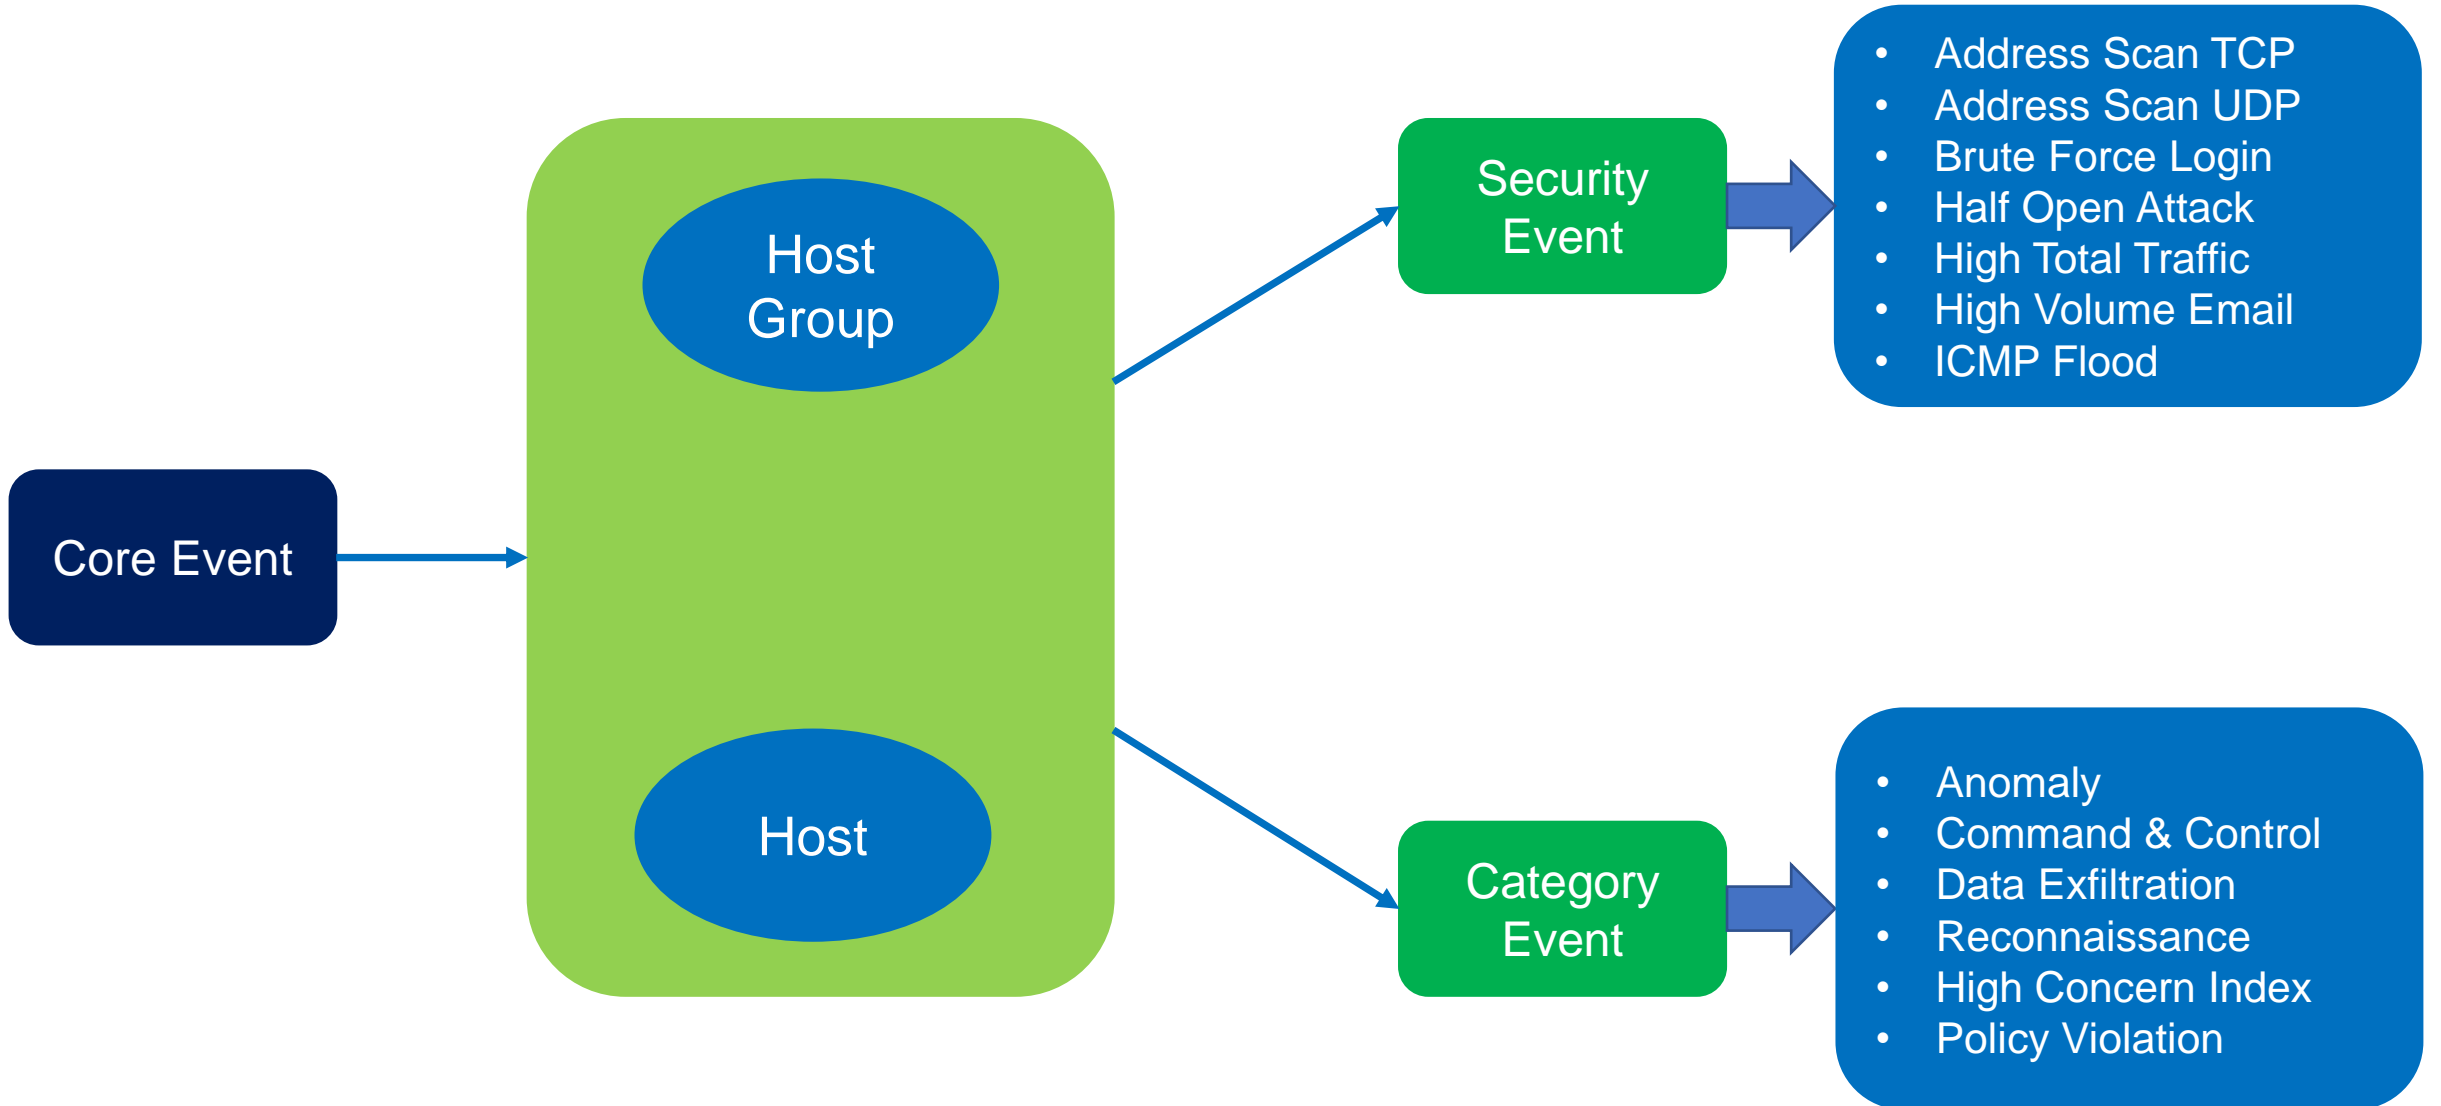 Core Event
Host
Group
Host
Security
Event
• Address Scan TCP
• Address Scan UDP
• Brute Force Login
• Half Open Attack
• High Total Traffic
• High Volume Email
• ICMP Flood
Category
Event
• Anomaly
• Command & Control
• Data Exfiltration
• Reconnaissance
• High Concern Index
• Policy Violation